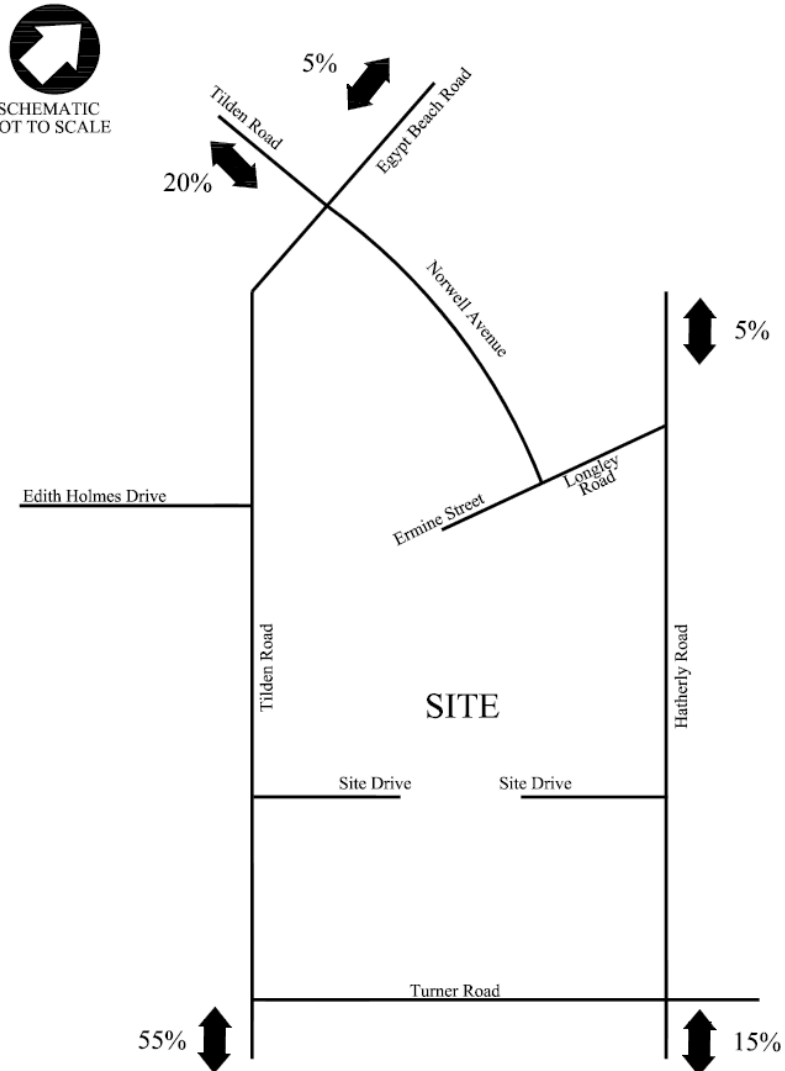 SCHEMATIC
OT TO SCALE
5%
Tilden Road
Egypt Beach Road
20%
Norwell Avenue
5%
Edith Holmes Drive
Longley
Road
Ermine Street
Tilden Road
Hatherly Road
SITE
Site Drive
Site Drive
Turner Road
55%
15%